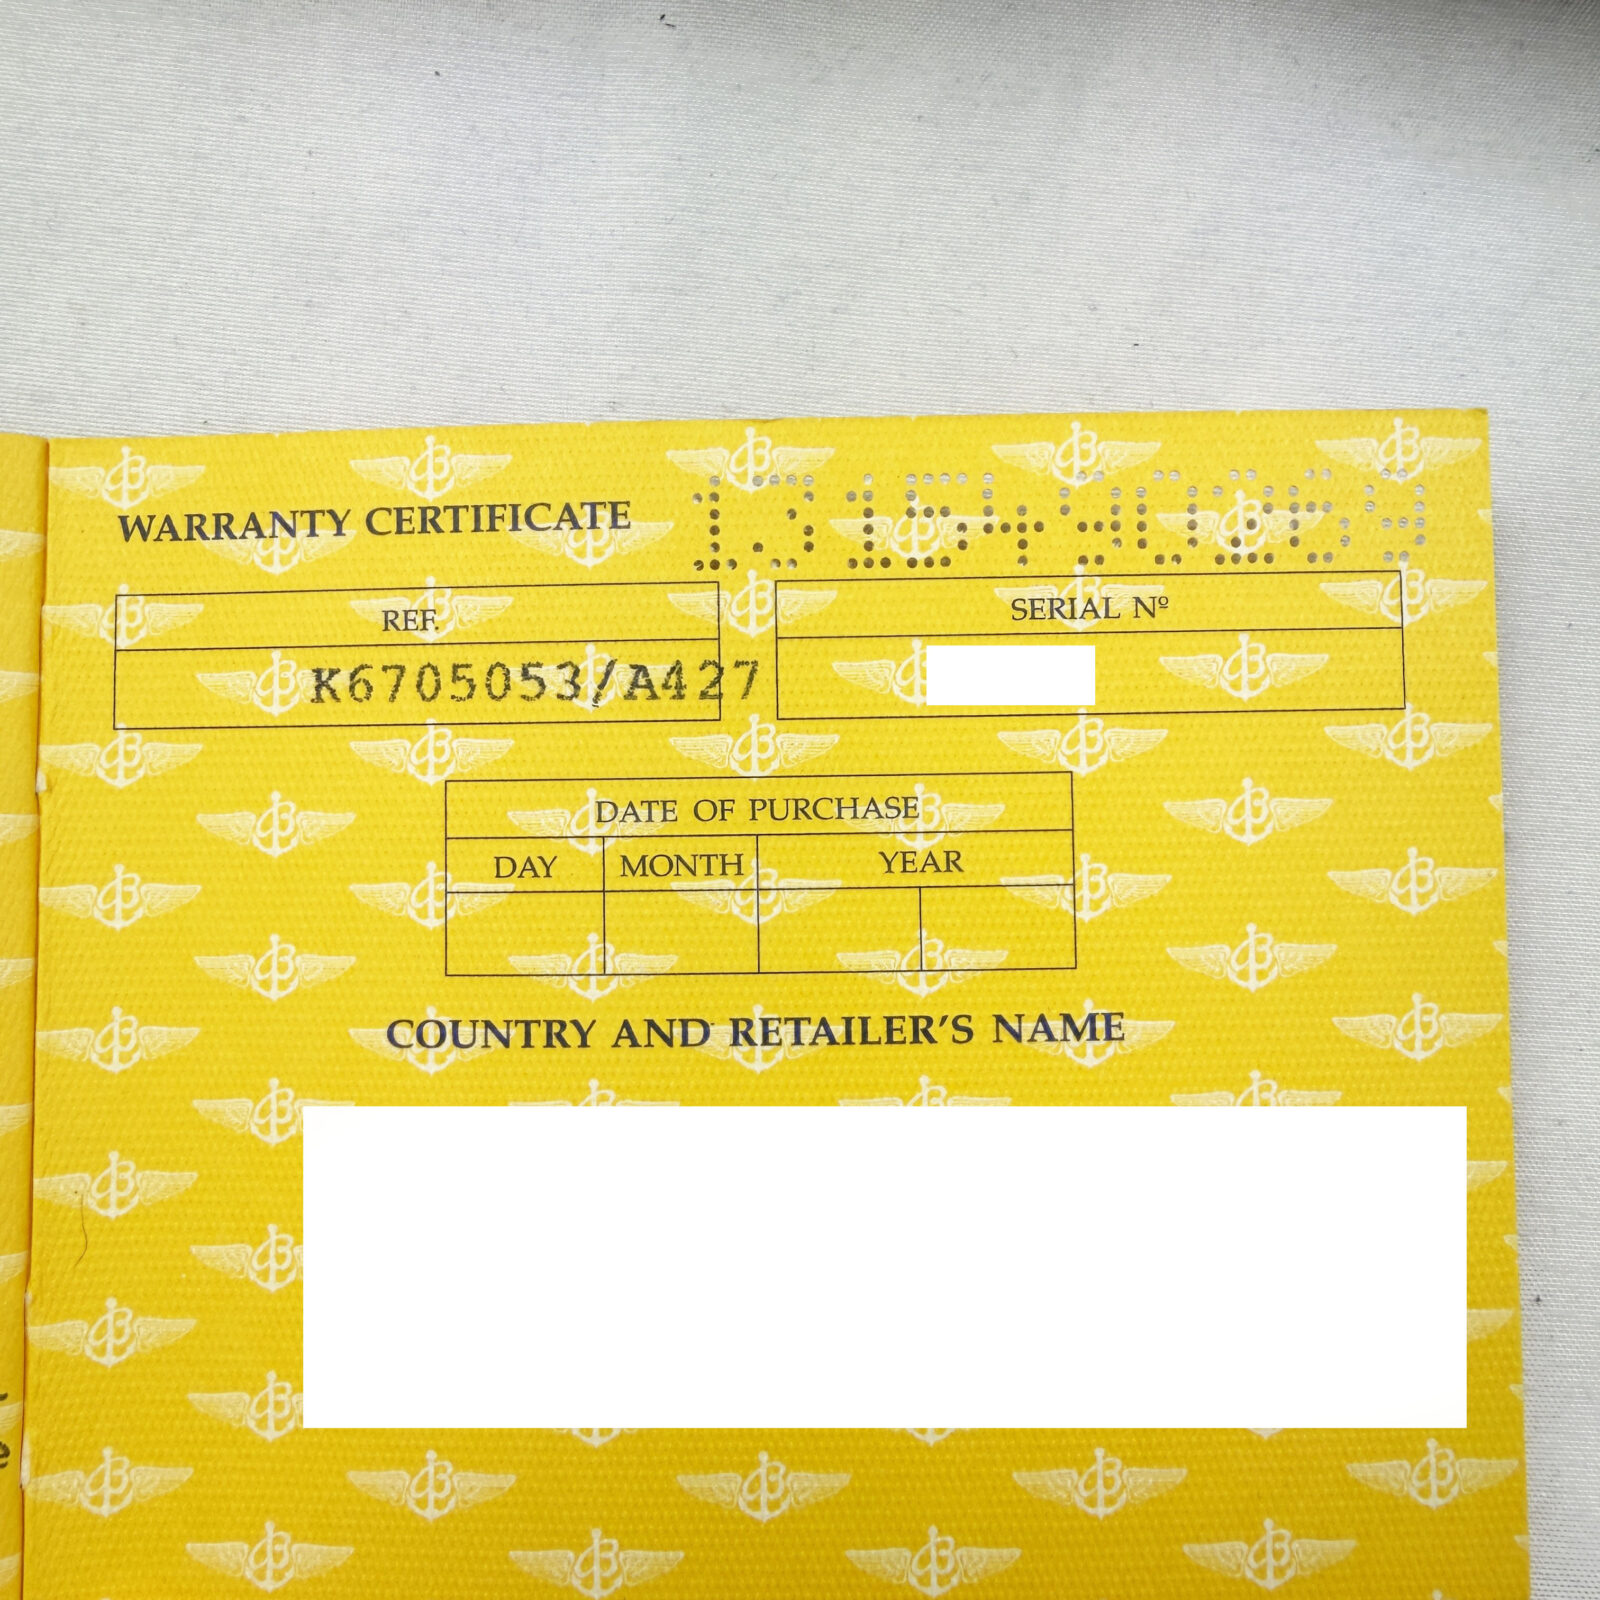 WARRANTY CERTIFICATE
REF.
SERIAL Nº
K6705053/A427
DATE OF PURCHASE
DAY MONTH YEAR
COUNTRY AND RETAILER'S NAME